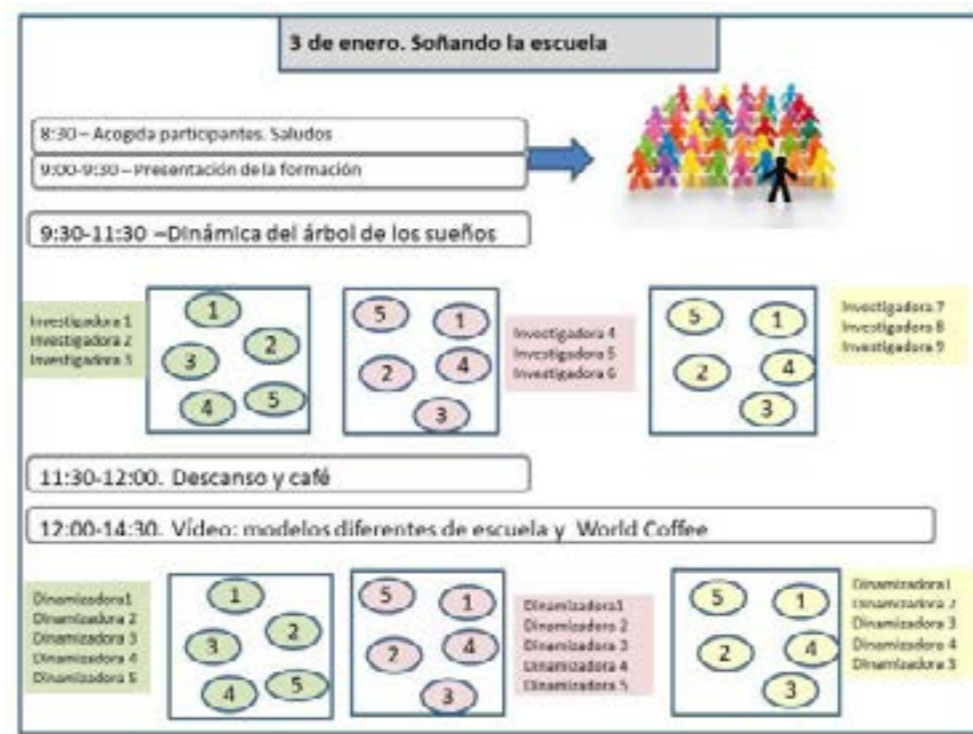 3 de enero. Soñando la escuela
8:30 – Acogida participantes. Saludos
9:00-9:30 – Presentación de la formación
9:30-11:30 –Dinámica del árbol de los sueños
Investigadora 1
Investigadora 2
Investigadora 3
1
2
3
4
5
5
1
2
4
3
Investigadora 4
Investigadora 5
Investigadora 6
5
1
2
4
3
Investigadora 7
Investigadora 8
Investigadora 9
11:30-12:00. Descanso y café
12:00-14:30. Vídeo: modelos diferentes de escuela y World Coffee
Dinamizadora1
Dinamizadora 2
Dinamizadora 3
Dinamizadora 4
Dinamizadora 5
1
2
3
4
5
5
1
2
4
3
Dinamizadora1
Dinamizadora 2
Dinamizadora 3
Dinamizadora 4
Dinamizadora 5
5
1
2
4
3
Dinamizadora1
Dinamizadora 2
Dinamizadora 3
Dinamizadora 4
Dinamizadora